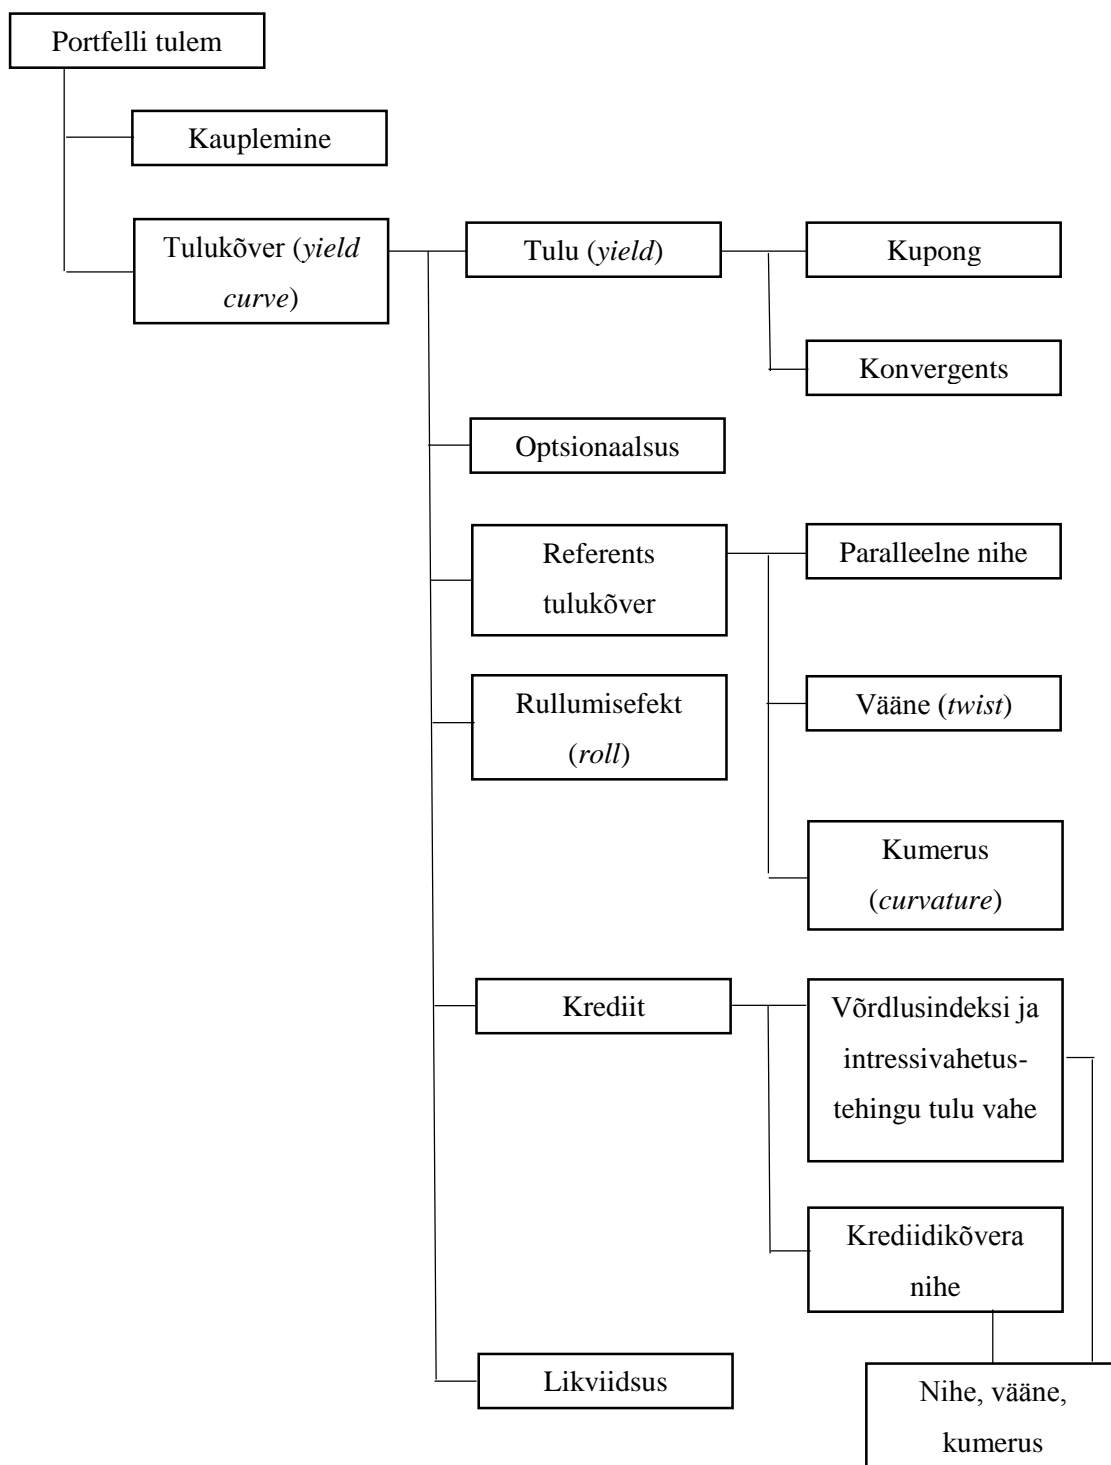 Portfelli tulem
Kauplemine
Tulukõver (yield
curve)
Tulu (yield)
Kupong
Konvergents
Optsionaalsus
Referents
tulukõver
Paralleelne nihe
Rullumisefekt
(roll)
Vääne (twist)
Kumerus
(curvature)
Krediit
Võrdlusindeksi ja
intressivahetus-
tehingu tulu vahe
Krediidikõvera
nihe
Likviidsus
Nihe, vääne,
kumerus